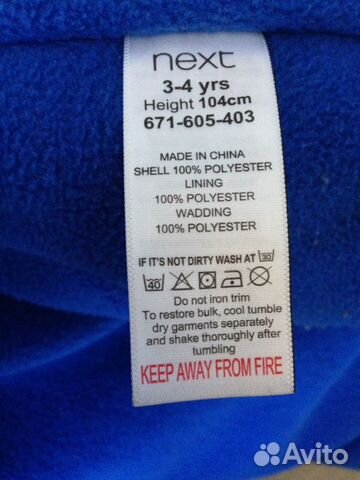 next
3-4 yrs
Height 104cm
671-605-403
MADE IN CHINA
SHELL 100% POLYESTER
LINING
100% POLYESTER
WADDING
100% POLYESTER
IF IT'S NOT DIRTY WASH AT 30
40
Do not iron trim
To restore bulk, cool tumble
dry garments separately
and shake thoroughly after
tumbling
KEEP AWAY FROM FIRE
Avito